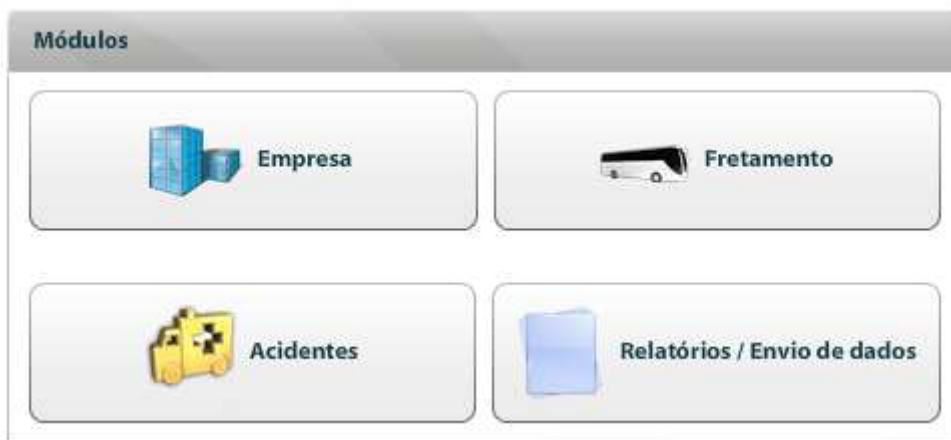 Módulos
Empresa
Fretamento
Acidentes
Relatórios / Envio de dados